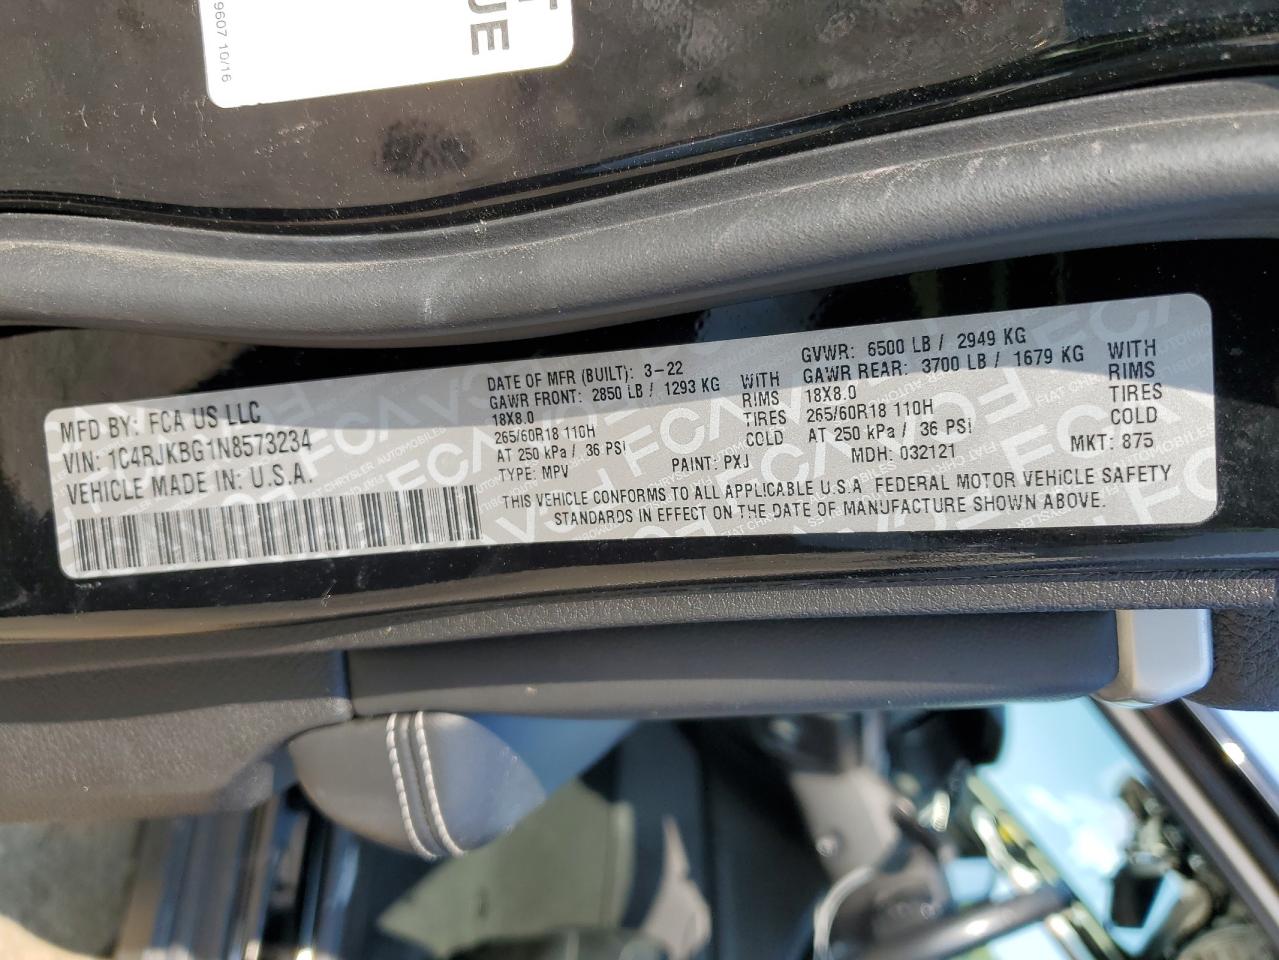 T
UE
9607 10/16
MFD BY: FCA US LLC
VIN: 1C4RJKBG1N8573234
VEHICLE MADE IN: U.S.A.
DATE OF MFR (BUILT): 3-22
GAWR FRONT: 2850 LB / 1293 KG WITH
18X8.0 RIMS
265/60R18 110H TIRES
AT 250 kPa / 36 PSI COLD
TYPE: MPV PAINT: PXJ
GVWR: 6500 LB / 2949 KG
GAWR REAR: 3700 LB / 1679 KG WITH
18X8.0 RIMS
265/60R18 110H TIRES
AT 250 kPa / 36 PSI COLD
MDH: 032121 MKT: 875
THIS VEHICLE CONFORMS TO ALL APPLICABLE U.S.A. FEDERAL MOTOR VEHICLE SAFETY
STANDARDS IN EFFECT ON THE DATE OF MANUFACTURE SHOWN ABOVE.